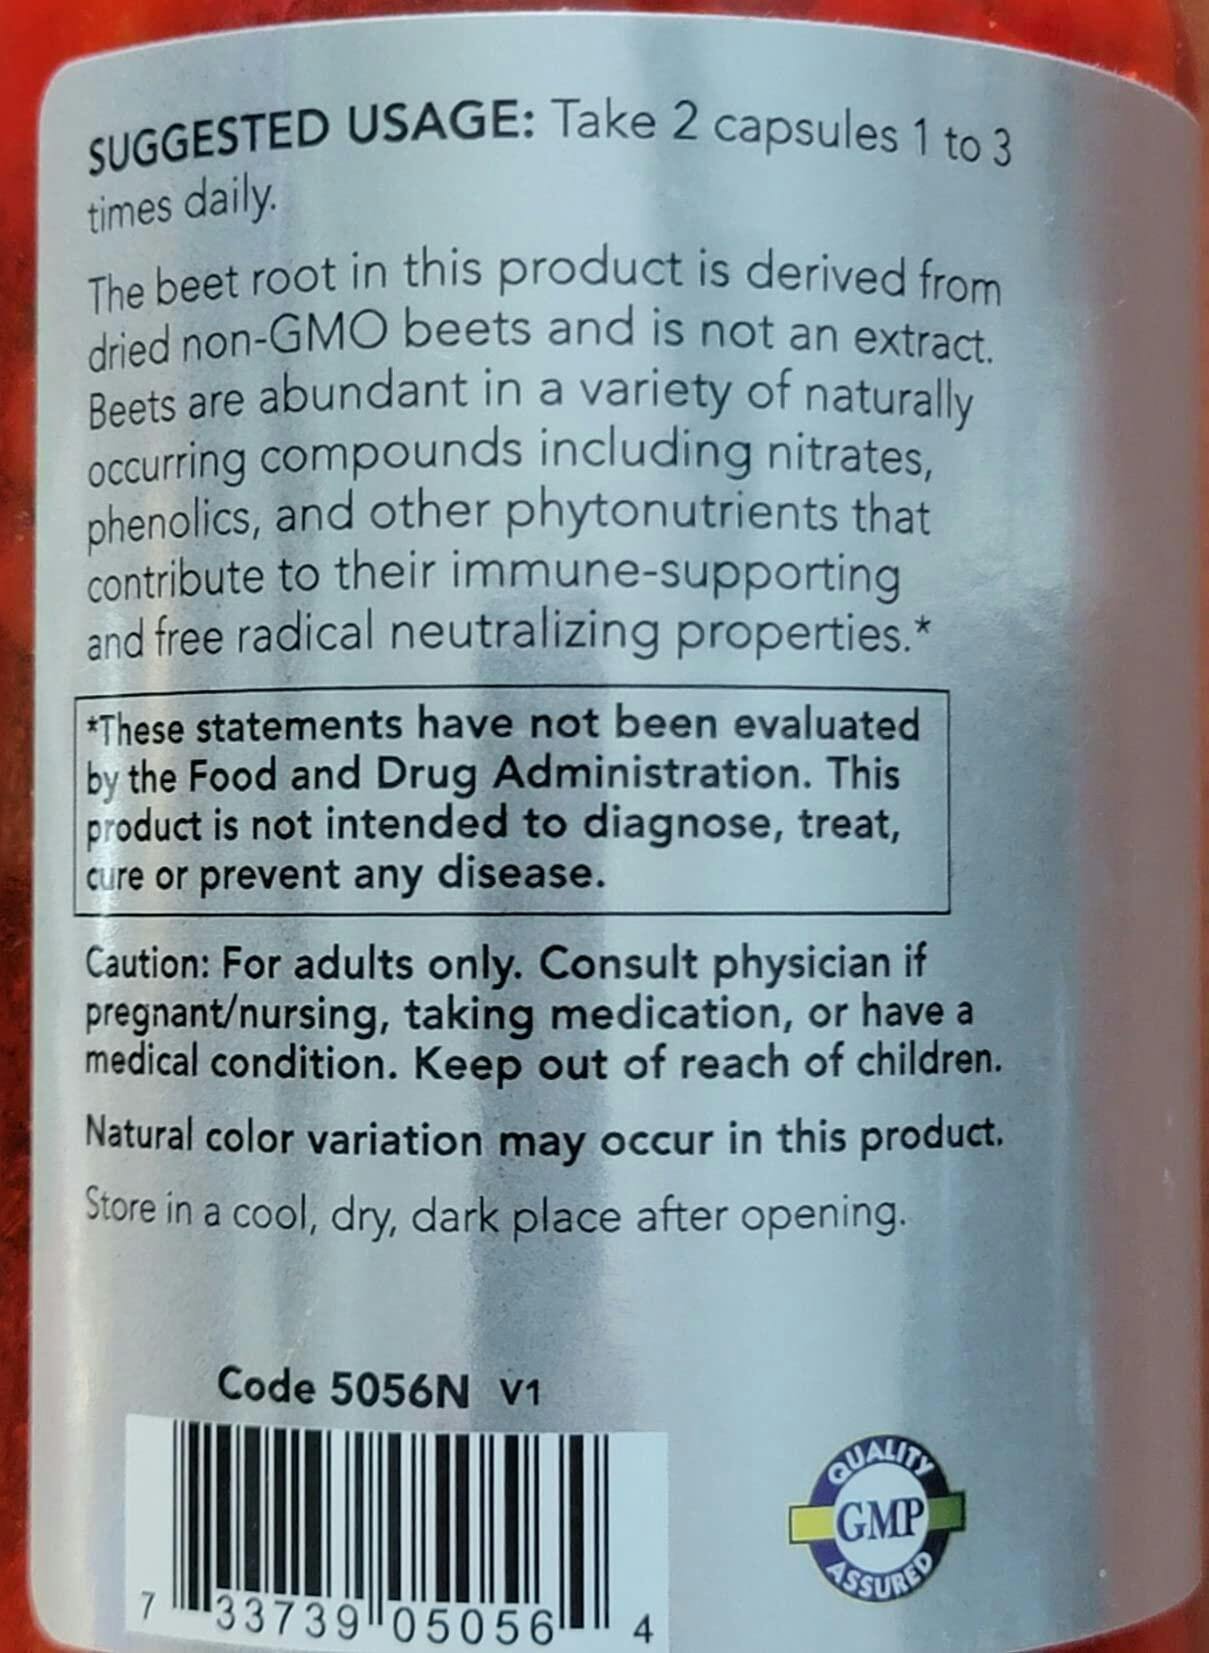 SUGGESTED USAGE: Take 2 capsules 1 to 3
times daily.
The beet root in this product is derived from
dried non-GMO beets and is not an extract.
Beets are abundant in a variety of naturally
occurring compounds including nitrates,
phenolics, and other phytonutrients that
contribute to their immune-supporting
and free radical neutralizing properties.*
*These statements have not been evaluated
by the Food and Drug Administration. This
product is not intended to diagnose, treat,
cure or prevent any disease.
Caution: For adults only. Consult physician if
pregnant/nursing, taking medication, or have a
medical condition. Keep out of reach of children.
Natural color variation may occur in this product.
Store in a cool, dry, dark place after opening.
Code 5056N V1
7 33739 05056 4
QUALITY
GMP
ASSURED